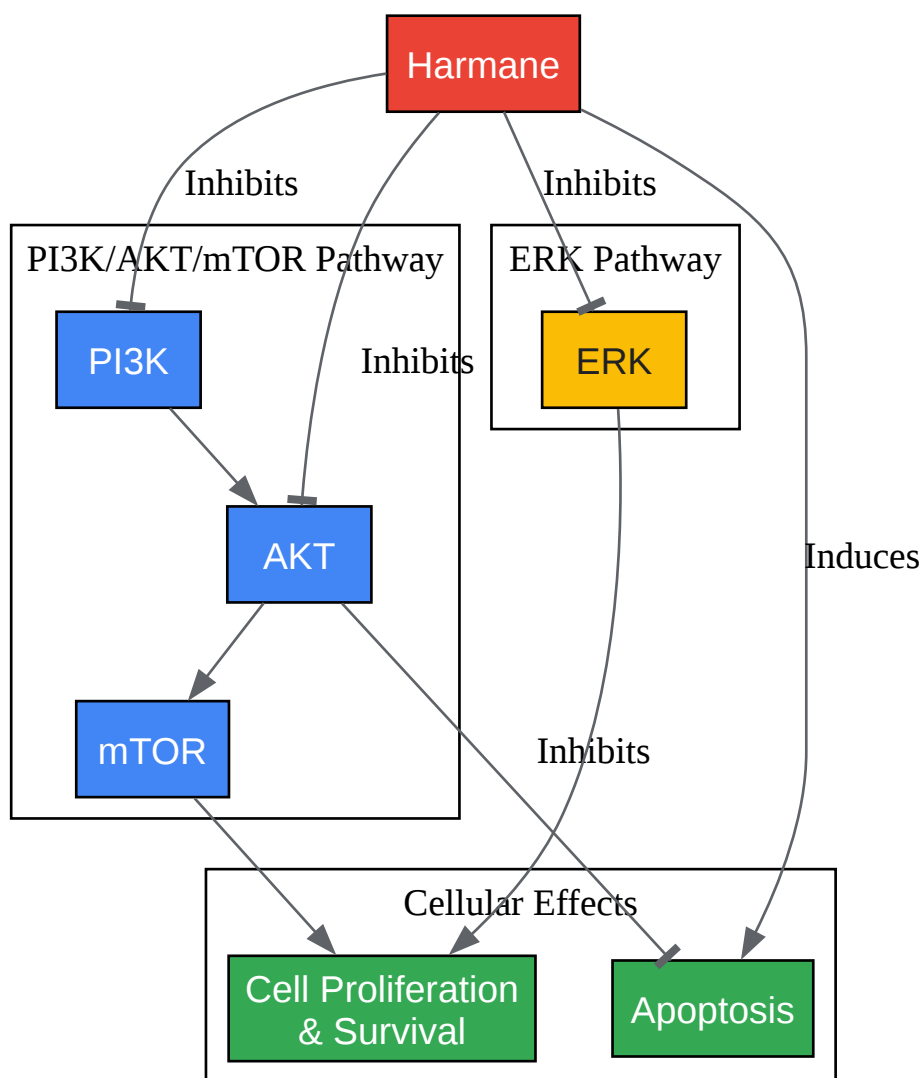 Harmane
Inhibits
Inhibits
PI3K/AKT/mTOR Pathway
ERK Pathway
PI3K
Inhibits
ERK
AKT
Induces
mTOR
Inhibits
Cellular Effects
Cell Proliferation
& Survival
Apoptosis